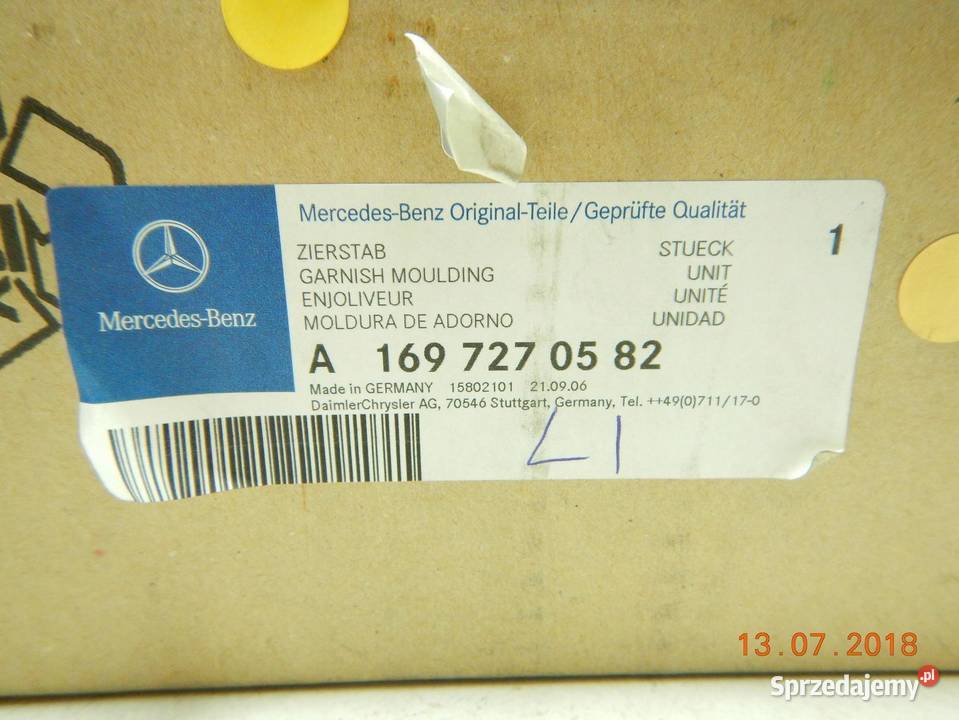 Mercedes-Benz Original-Teile/Geprüfte Qualität
ZIERSTAB STUECK 1
GARNISH MOULDING UNIT
ENJOLIVEUR UNITÉ
MOLDURA DE ADORNO UNIDAD
Mercedes-Benz
A 169 727 05 82
Made in GERMANY 15802101 21.09.06
DaimlerChrysler AG, 70546 Stuttgart, Germany, Tel. ++49(0)711/17-0
13.07.2018
Sprzedajemy.pl